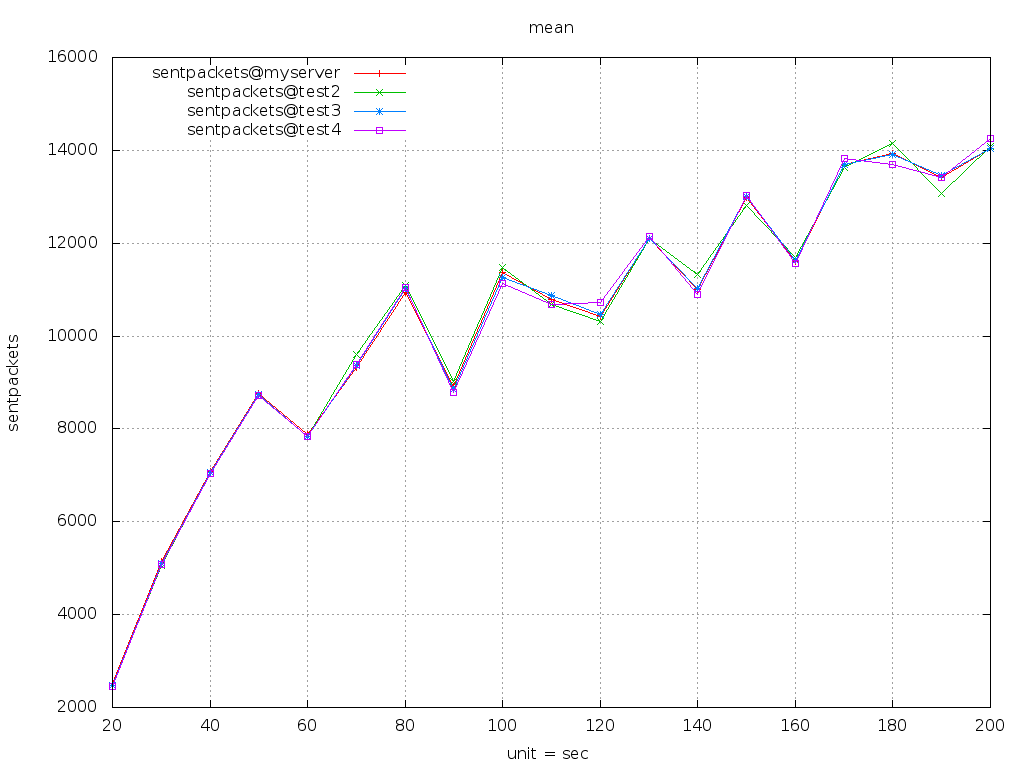 mean
16000
14000
12000
10000
8000
6000
4000
2000
sentpackets
sentpackets@myserver
sentpackets@test2
sentpackets@test3
sentpackets@test4
20 40 60 80 100 120 140 160 180 200
unit = sec